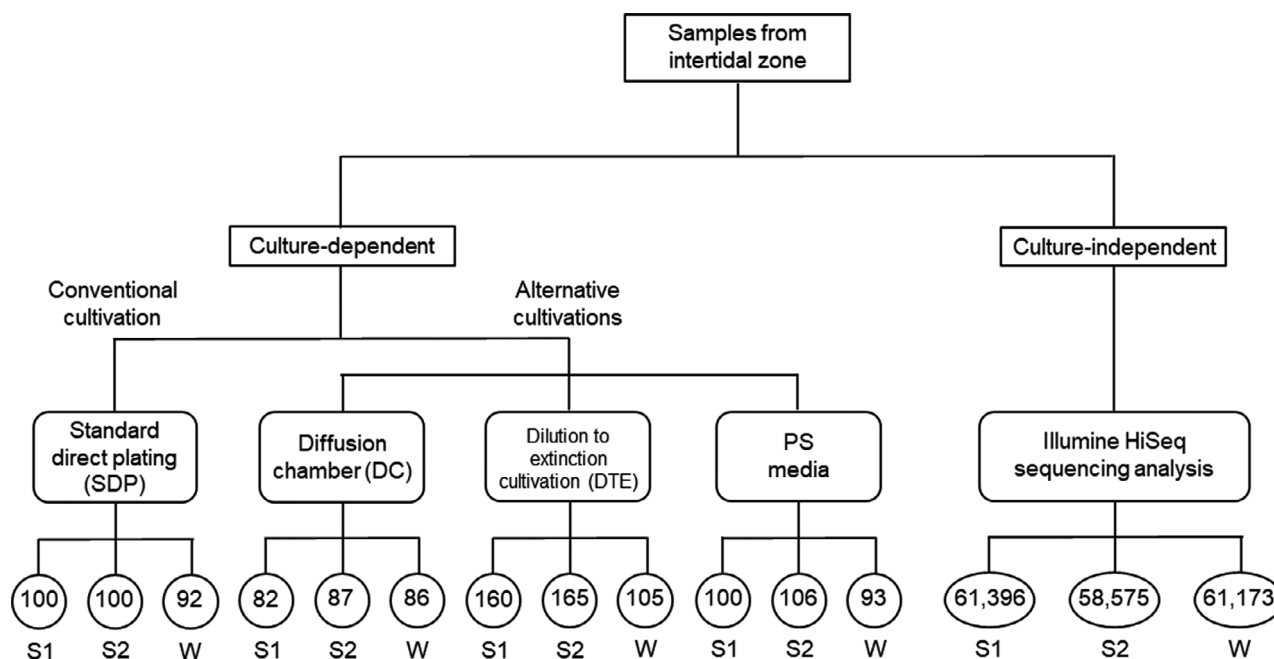 Samples from
intertidal zone
Culture-dependent
Culture-independent
Conventional
cultivation
Alternative
cultivations
Standard
direct plating
(SDP)
Diffusion
chamber (DC)
Dilution to
extinction
cultivation (DTE)
PS
media
Illumine HiSeq
sequencing analysis
100 100 92 82 87 86 160 165 105 100 106 93 61,396 58,575 61,173
S1 S2 W S1 S2 W S1 S2 W S1 S2 W S1 S2 W